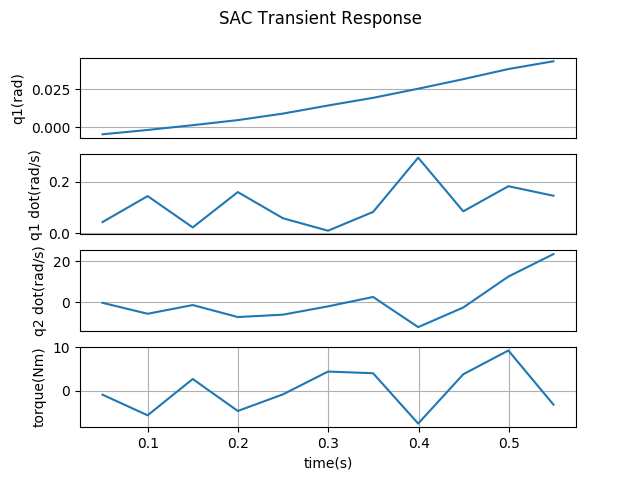 SAC Transient Response
q1(rad)
0.025
0.000
q1 dot(rad/s)
0.2
0.0
q2 dot(rad/s)
20
0
torque(Nm)
10
0
0.1 0.2 0.3 0.4 0.5
time(s)